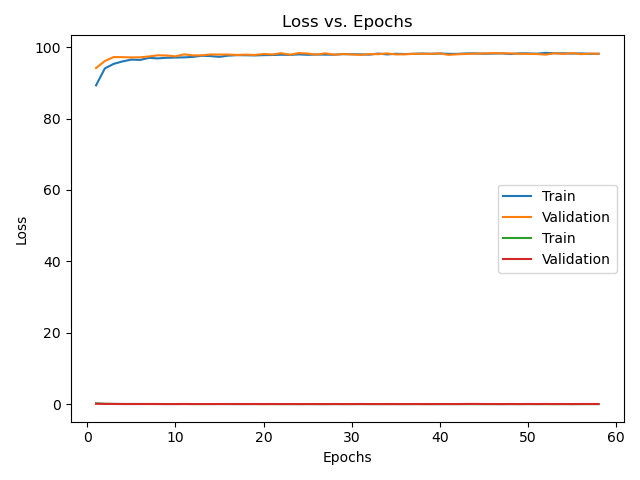 Loss vs. Epochs
100
80
60
40
20
0
Loss
Train
Validation
Train
Validation
0 10 20 30 40 50 60
Epochs